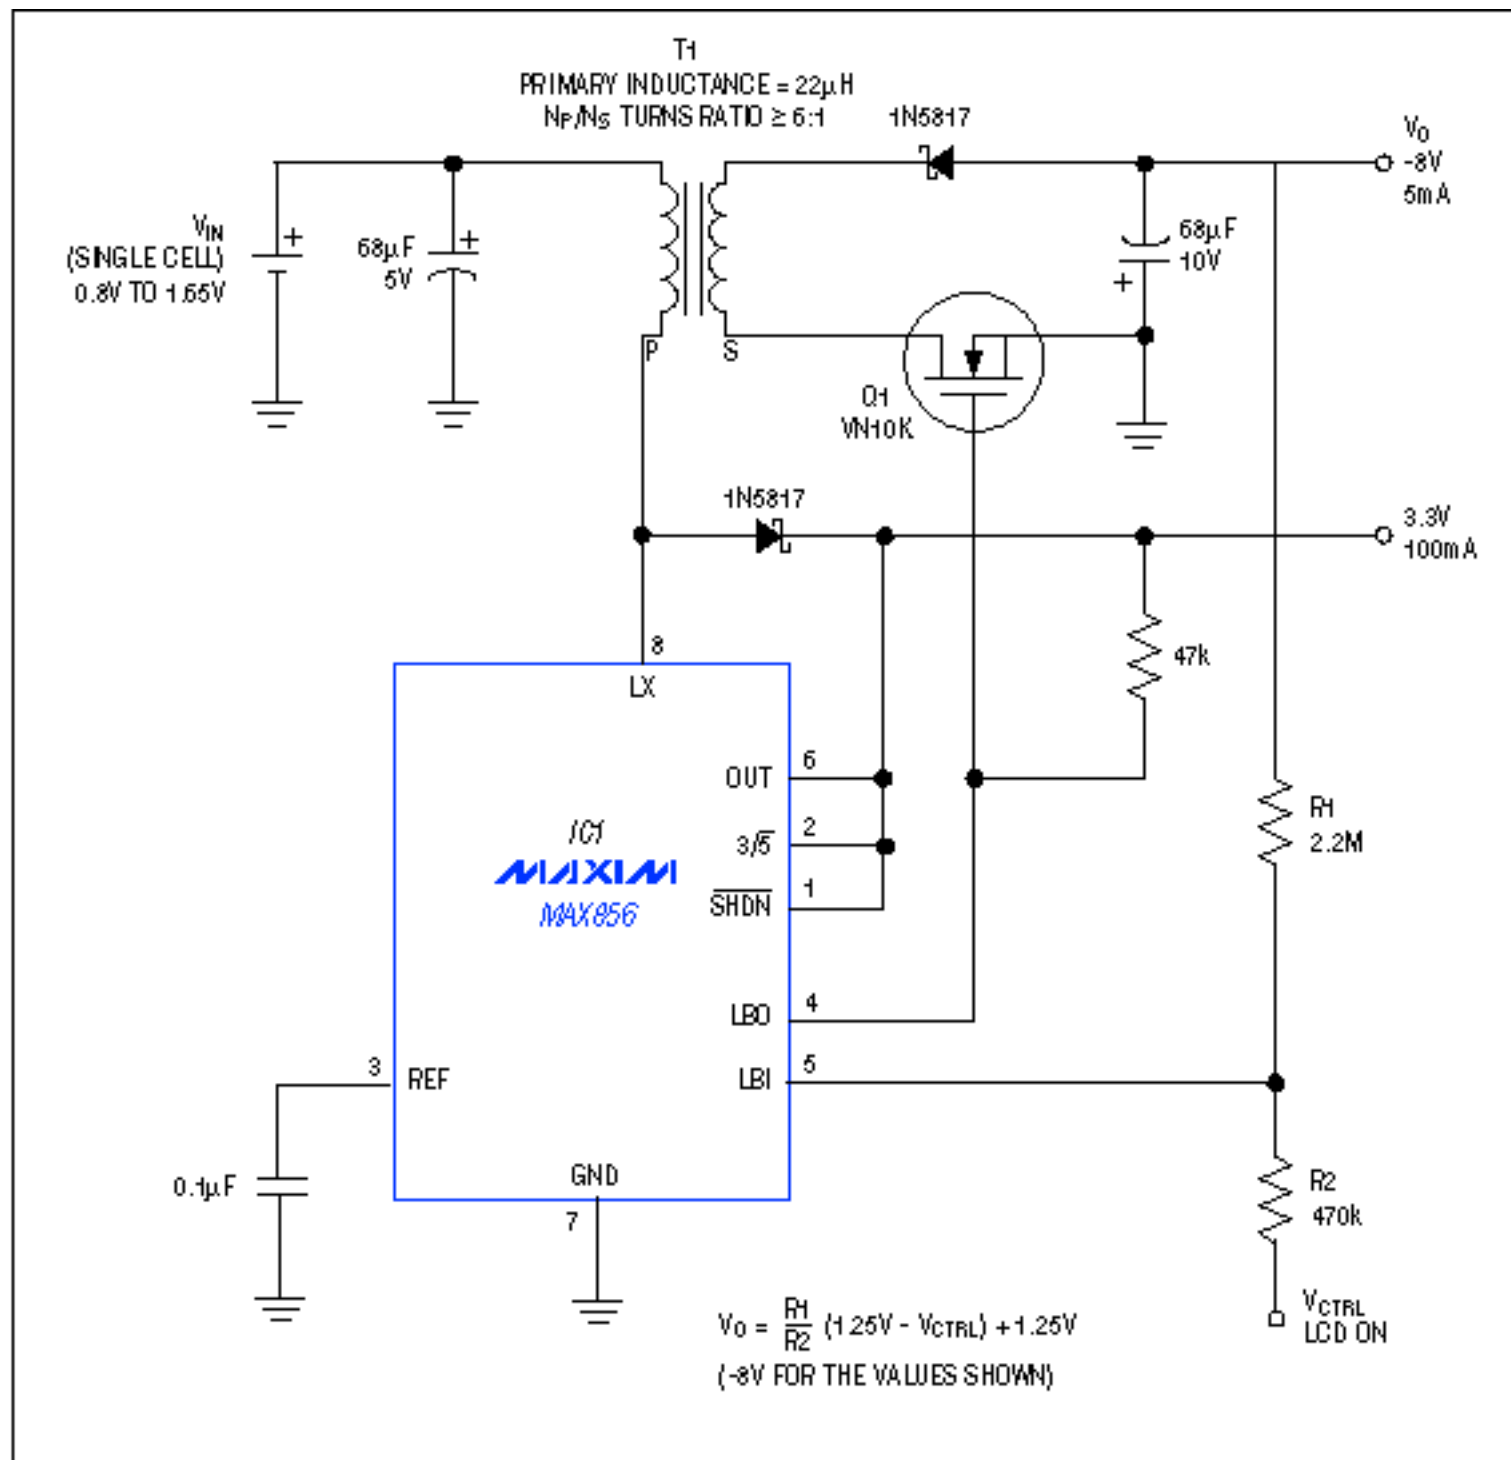 T1
PRIMARY INDUCTANCE = 22µH
NP/NS TURNS RATIO ≥ 6:1
1N5817
VO
-8V
5mA
VIN
(SINGLE CELL)
0.8V TO 1.65V
+
68µF
5V
+
68µF
10V
+
P
S
Q1
VN10K
1N5817
3.3V
100mA
8
LX
47k
OUT
6
3/5
2
SHDN
1
IC1
MAXIM
MAX856
R1
2.2M
LBO
4
LBI
5
3
REF
0.1µF
GND
7
R2
470k
VCTRL
LCD ON
VO = R1/R2 (1.25V - VCTRL) + 1.25V
(-8V FOR THE VALUES SHOWN)